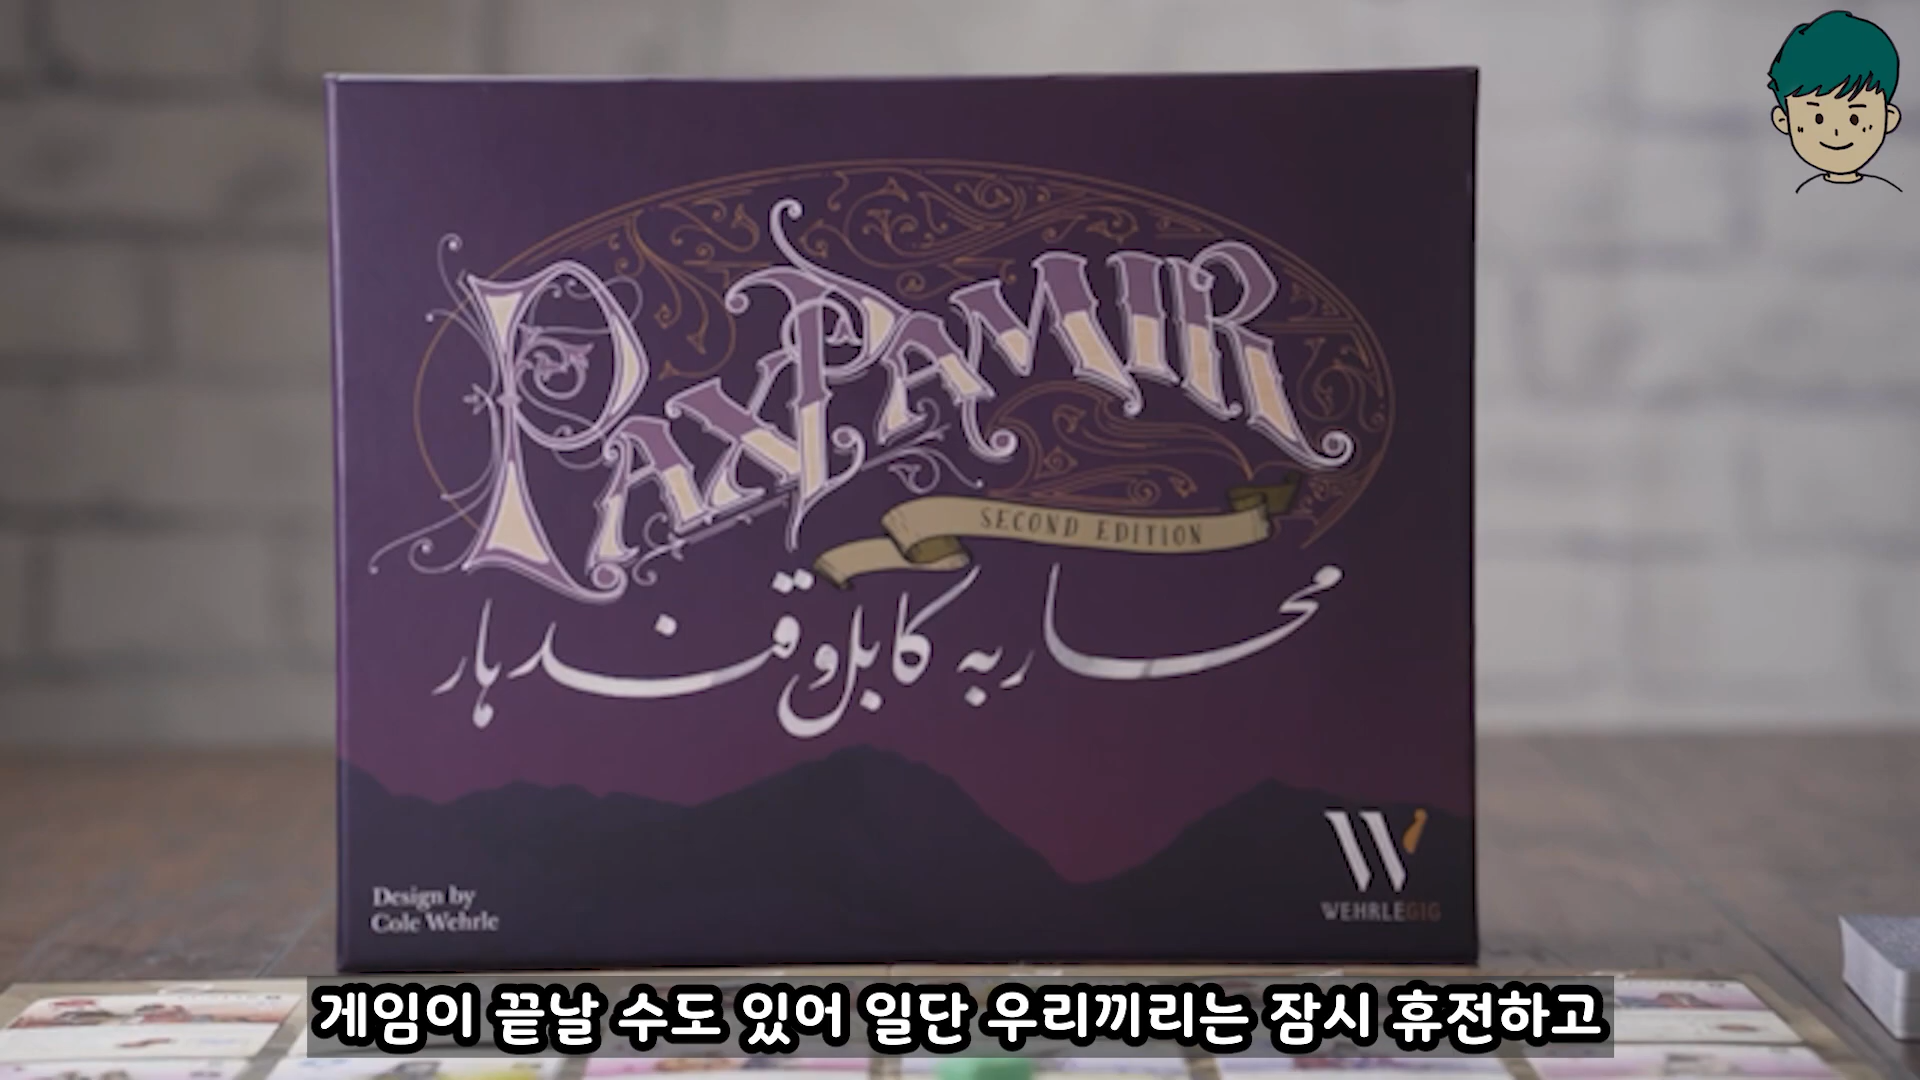 PAX PAMIR
SECOND EDITION
محاربه کابل و قندهار
Design by
Cole Wehrle
W
WEHRLEGIG
게임이 끝날 수도 있어 일단 우리끼리는 잠시 휴전하고